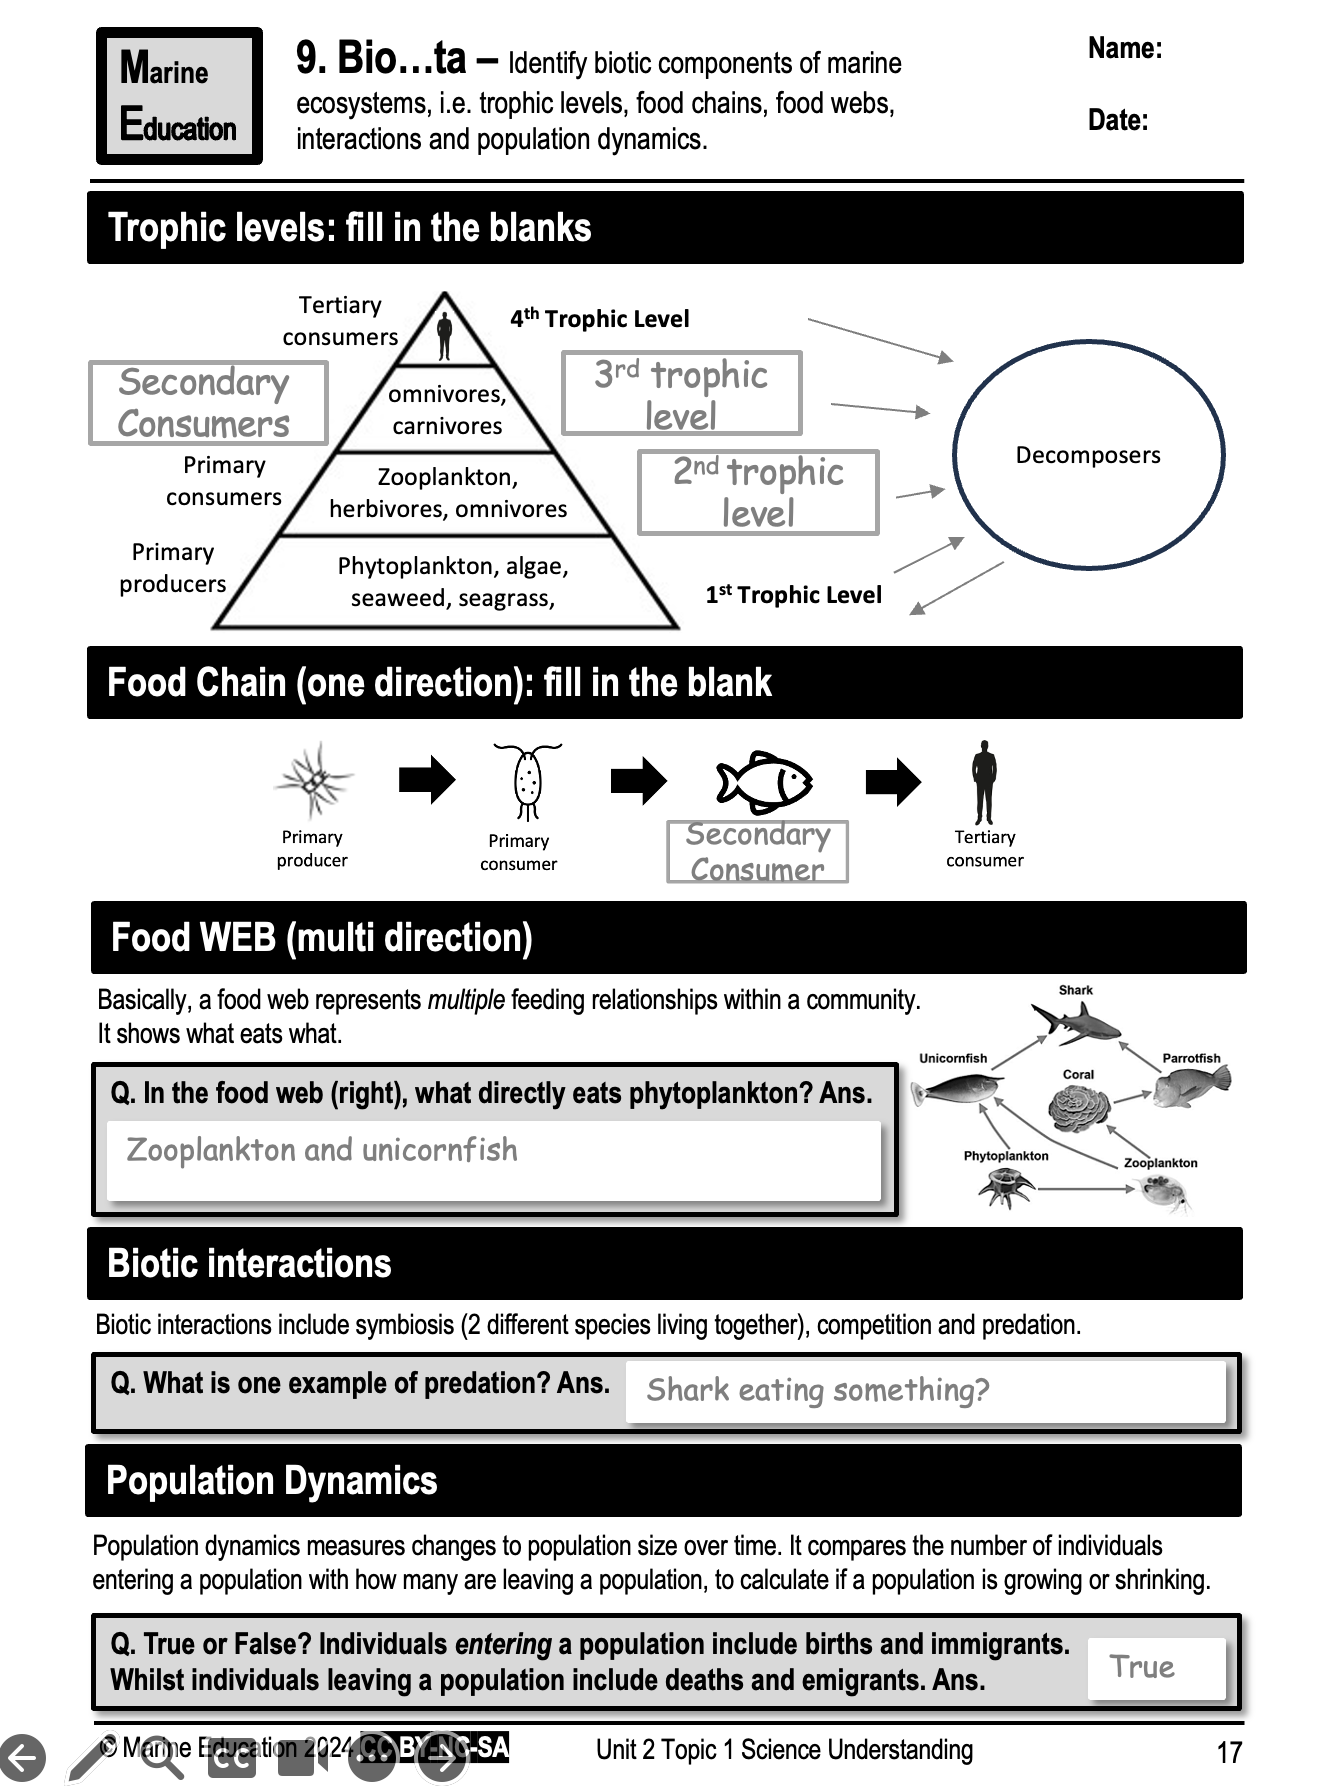 Marine
Education
9. Bio…ta – Identify biotic components of marine
ecosystems, i.e. trophic levels, food chains, food webs,
interactions and population dynamics.
Name:
Date:
Trophic levels: fill in the blanks
Tertiary
consumers
4th Trophic Level
Secondary
Consumers
omnivores,
carnivores
3rd trophic
level
Primary
consumers
Zooplankton,
herbivores, omnivores
2nd trophic
level
Decomposers
Primary
producers
Phytoplankton, algae,
seaweed, seagrass,
1st Trophic Level
Food Chain (one direction): fill in the blank
Primary
producer
Primary
consumer
Secondary
Consumer
Tertiary
consumer
Food WEB (multi direction)
Basically, a food web represents multiple feeding relationships within a community.
It shows what eats what.
Q. In the food web (right), what directly eats phytoplankton? Ans.
Zooplankton and unicornfish
Shark
Unicornfish
Parrotfish
Coral
Phytoplankton
Zooplankton
Biotic interactions
Biotic interactions include symbiosis (2 different species living together), competition and predation.
Q. What is one example of predation? Ans.
Shark eating something?
Population Dynamics
Population dynamics measures changes to population size over time. It compares the number of individuals
entering a population with how many are leaving a population, to calculate if a population is growing or shrinking.
Q. True or False? Individuals entering a population include births and immigrants.
Whilst individuals leaving a population include deaths and emigrants. Ans.
True
© Marine Education 2024 CC BY-NC-SA
Unit 2 Topic 1 Science Understanding
17
CC